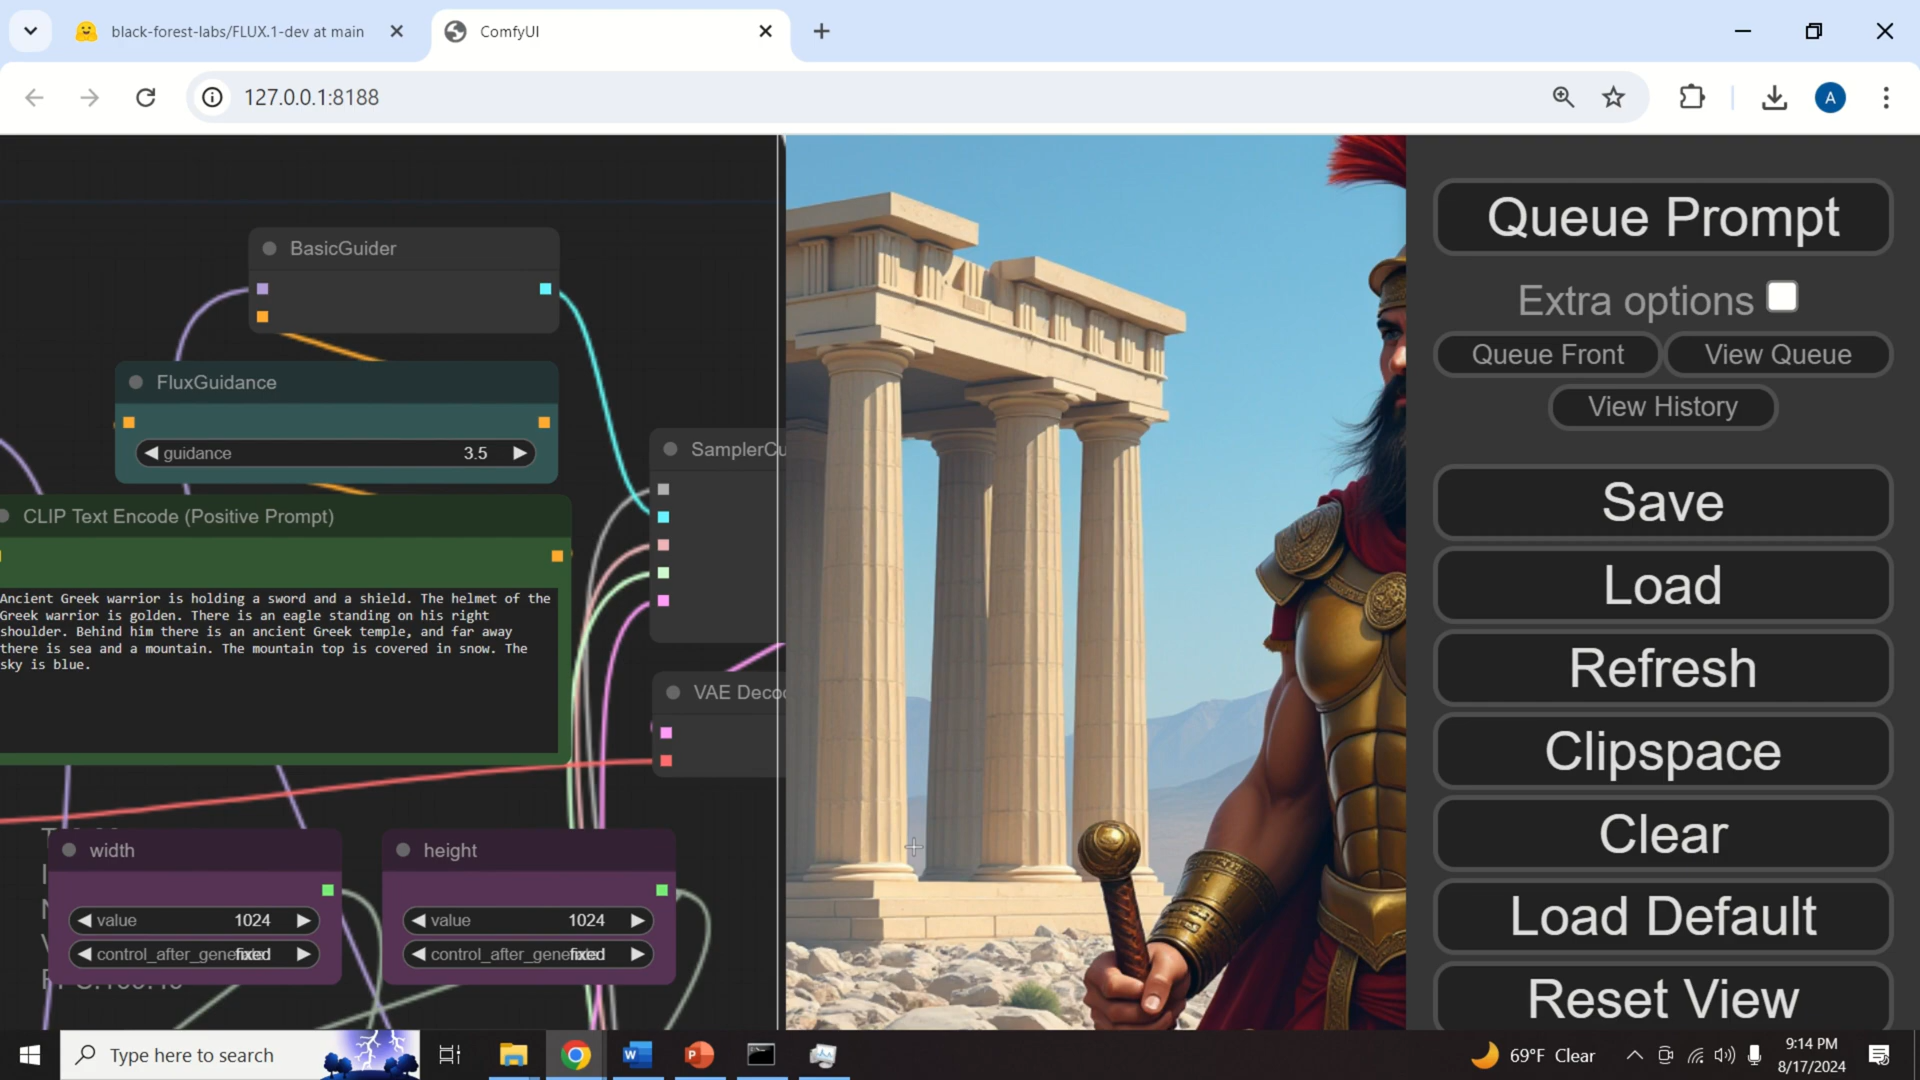 black-forest-labs/FLUX.1-dev at main
ComfyUI
127.0.0.1:8188
A
BasicGuider
FluxGuidance
guidance 3.5
CLIP Text Encode (Positive Prompt)
Ancient Greek warrior is holding a sword and a shield. The helmet of the
Greek warrior is golden. There is an eagle standing on his right
shoulder. Behind him there is an ancient Greek temple, and far away
there is sea and a mountain. The mountain top is covered in snow. The
sky is blue.
SamplerCu
VAE Deco
width
value 1024
fixed
height
value 1024
fixed
Queue Prompt
Extra options
Queue Front
View Queue
View History
Save
Load
Refresh
Clipspace
Clear
Load Default
Reset View
Type here to search
69°F Clear
9:14 PM
8/17/2024